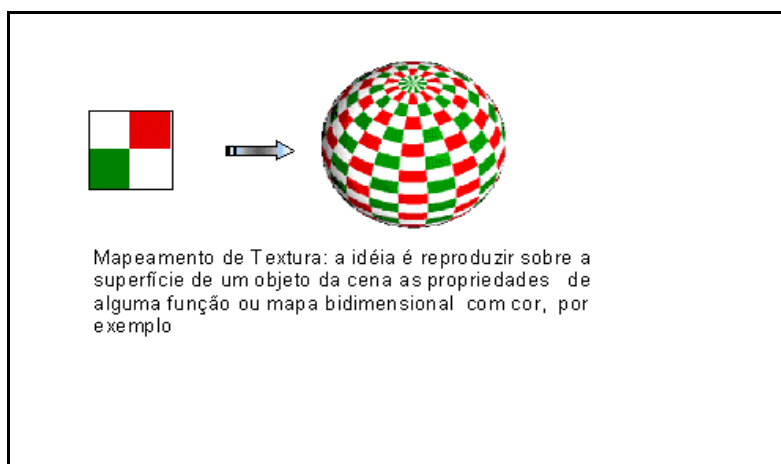 Mapeamento de Textura: a idéia é reproduzir sobre a
superfície de um objeto da cena as propriedades de
alguma função ou mapa bidimensional com cor, por
exemplo